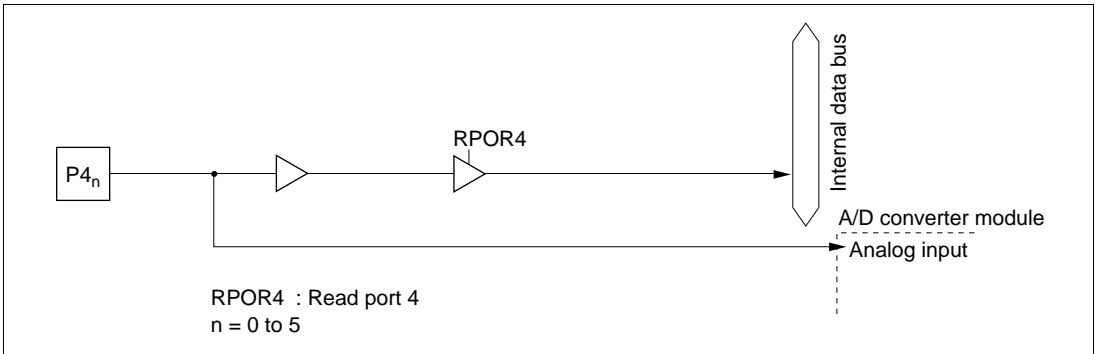 RPOR4
P4n
Internal data bus
A/D converter module
Analog input
RPOR4 : Read port 4
n = 0 to 5